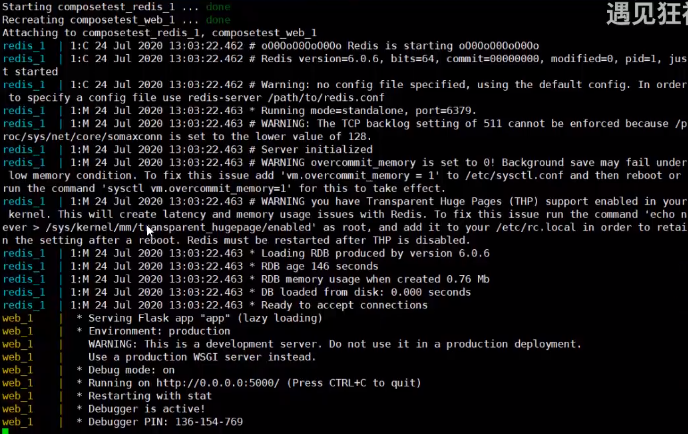 遇见狂神
Starting composetest_redis_1 ... done
Recreating composetest_web_1 ... done
Attaching to composetest_redis_1, composetest_web_1
redis_1  | 1:C 24 Jul 2020 13:03:22.462 # oO0OoO0OoO0Oo Redis is starting oO0OoO0OoO0Oo
redis_1  | 1:C 24 Jul 2020 13:03:22.462 # Redis version=6.0.6, bits=64, commit=00000000, modified=0, pid=1, jus
t started
redis_1  | 1:C 24 Jul 2020 13:03:22.462 # Warning: no config file specified, using the default config. In order
 to specify a config file use redis-server /path/to/redis.conf
redis_1  | 1:M 24 Jul 2020 13:03:22.463 * Running mode=standalone, port=6379.
redis_1  | 1:M 24 Jul 2020 13:03:22.463 # WARNING: The TCP backlog setting of 511 cannot be enforced because /p
roc/sys/net/core/somaxconn is set to the lower value of 128.
redis_1  | 1:M 24 Jul 2020 13:03:22.463 # Server initialized
redis_1  | 1:M 24 Jul 2020 13:03:22.463 # WARNING overcommit_memory is set to 0! Background save may fail under
 low memory condition. To fix this issue add 'vm.overcommit_memory = 1' to /etc/sysctl.conf and then reboot or
run the command 'sysctl vm.overcommit_memory=1' for this to take effect.
redis_1  | 1:M 24 Jul 2020 13:03:22.463 # WARNING you have Transparent Huge Pages (THP) support enabled in your
 kernel. This will create latency and memory usage issues with Redis. To fix this issue run the command 'echo n
ever > /sys/kernel/mm/transparent_hugepage/enabled' as root, and add it to your /etc/rc.local in order to retai
n the setting after a reboot. Redis must be restarted after THP is disabled.
redis_1  | 1:M 24 Jul 2020 13:03:22.463 * Loading RDB produced by version 6.0.6
redis_1  | 1:M 24 Jul 2020 13:03:22.463 * RDB age 146 seconds
redis_1  | 1:M 24 Jul 2020 13:03:22.463 * RDB memory usage when created 0.76 Mb
redis_1  | 1:M 24 Jul 2020 13:03:22.463 * DB loaded from disk: 0.000 seconds
redis_1  | 1:M 24 Jul 2020 13:03:22.463 * Ready to accept connections
web_1    |  * Serving Flask app "app" (lazy loading)
web_1    |  * Environment: production
web_1    |    WARNING: This is a development server. Do not use it in a production deployment.
web_1    |    Use a production WSGI server instead.
web_1    |  * Debug mode: on
web_1    |  * Running on http://0.0.0.0:5000/ (Press CTRL+C to quit)
web_1    |  * Restarting with stat
web_1    |  * Debugger is active!
web_1    |  * Debugger PIN: 136-154-769